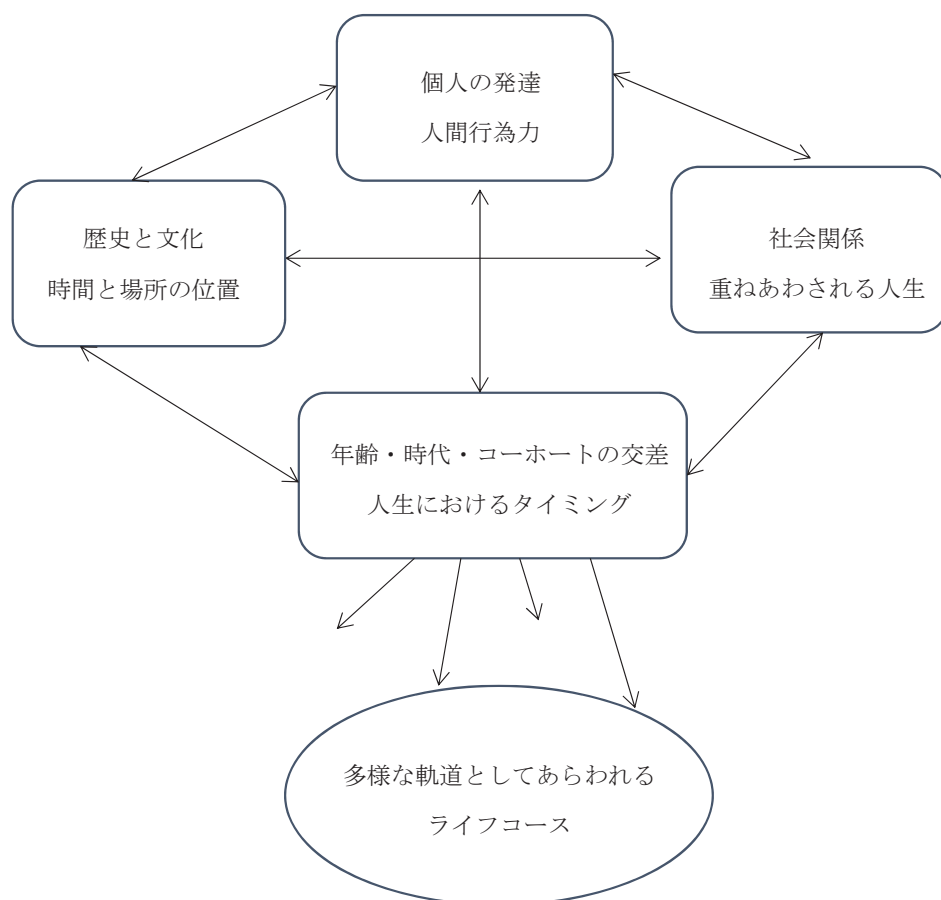 個人の発達
人間行為力
歴史と文化
時間と場所の位置
社会関係
重ねあわされる人生
年齢・時代・コーホートの交差
人生におけるタイミング
多様な軌道としてあらわれる
ライフコース